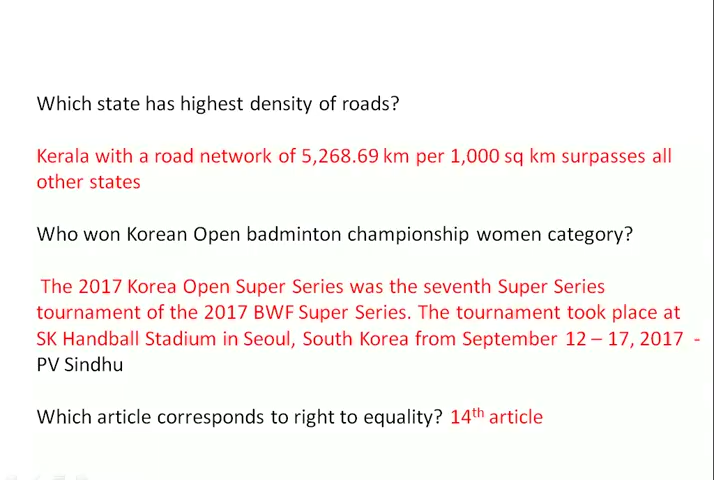 Which state has highest density of roads?
Kerala with a road network of 5,268.69 km per 1,000 sq km surpasses all
other states
Who won Korean Open badminton championship women category?
The 2017 Korea Open Super Series was the seventh Super Series
tournament of the 2017 BWF Super Series. The tournament took place at
SK Handball Stadium in Seoul, South Korea from September 12 – 17, 2017 -
PV Sindhu
Which article corresponds to right to equality? 14th article